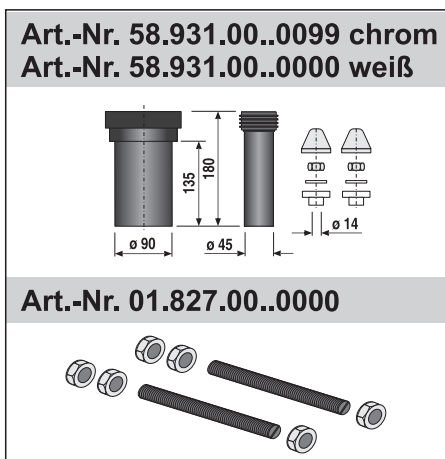 Art.-Nr. 58.931.00..0099 chrom
Art.-Nr. 58.931.00..0000 weiß
135
180
ø 90
ø 45
ø 14
Art.-Nr. 01.827.00..0000